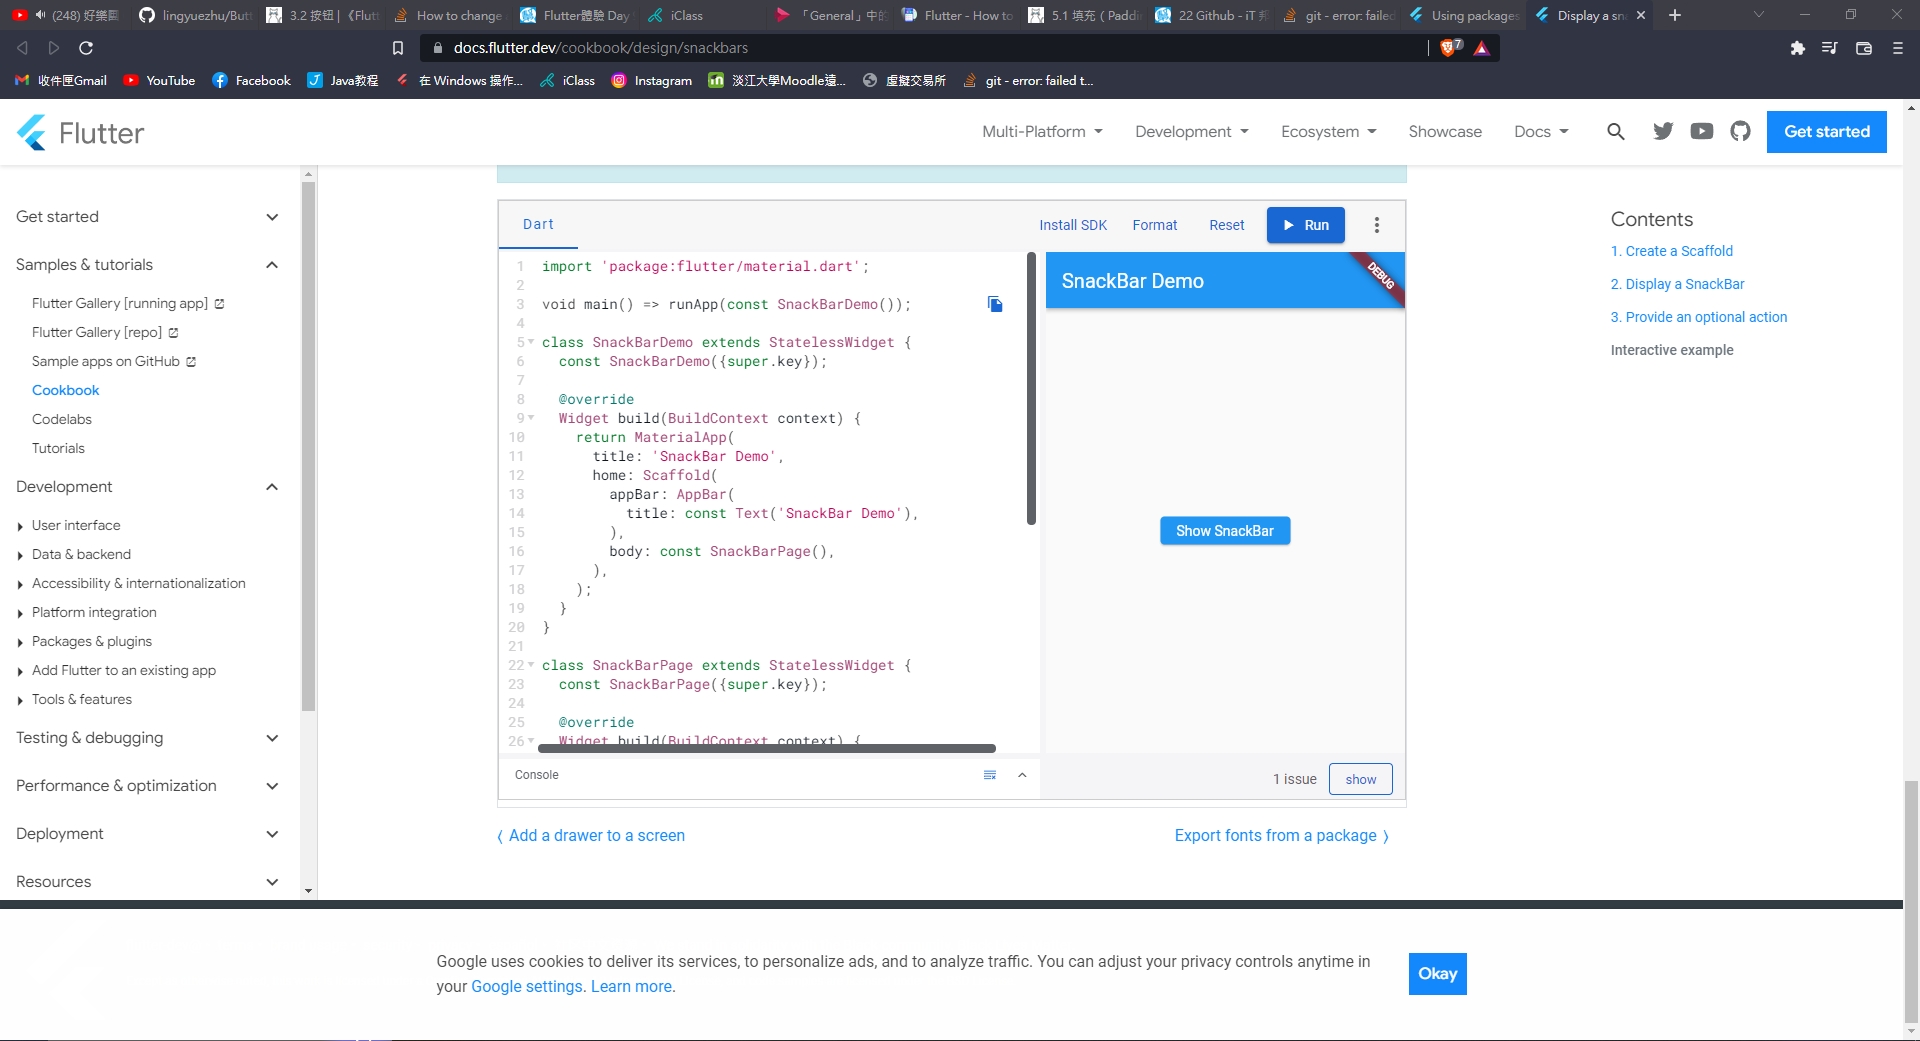 (248) 好樂團
lingyuezhu/Butt
3.2 按钮 | 《Flutt
How to change
Flutter體驗 Day
iClass
「General」中的
Flutter - How to
5.1 填充（Paddi
22 Github - iT 邦
git - error: failed
Using packages
Display a sna
docs.flutter.dev/cookbook/design/snackbars
7
收件匣Gmail
YouTube
Facebook
Java教程
在 Windows 操作...
iClass
Instagram
淡江大學Moodle遠...
虛擬交易所
git - error: failed t...
Flutter
Multi-Platform
Development
Ecosystem
Showcase
Docs
Get started
Get started
Samples & tutorials
Flutter Gallery [running app]
Flutter Gallery [repo]
Sample apps on GitHub
Cookbook
Codelabs
Tutorials
Development
User interface
Data & backend
Accessibility & internationalization
Platform integration
Packages & plugins
Add Flutter to an existing app
Tools & features
Testing & debugging
Performance & optimization
Deployment
Resources
Dart
Install SDK
Format
Reset
Run
1 import 'package:flutter/material.dart';
2
3 void main() => runApp(const SnackBarDemo());
4
5 class SnackBarDemo extends StatelessWidget {
6 const SnackBarDemo({super.key});
7
8 @override
9 Widget build(BuildContext context) {
10 return MaterialApp(
11 title: 'SnackBar Demo',
12 home: Scaffold(
13 appBar: AppBar(
14 title: const Text('SnackBar Demo'),
15 ),
16 body: const SnackBarPage(),
17 ),
18 );
19 }
20 }
21
22 class SnackBarPage extends StatelessWidget {
23 const SnackBarPage({super.key});
24
25 @override
26 Widget build(BuildContext context) {
Console
SnackBar Demo
DEBUG
Show SnackBar
1 issue
show
Add a drawer to a screen
Export fonts from a package
Contents
1. Create a Scaffold
2. Display a SnackBar
3. Provide an optional action
Interactive example
Google uses cookies to deliver its services, to personalize ads, and to analyze traffic. You can adjust your privacy controls anytime in
your Google settings. Learn more.
Okay